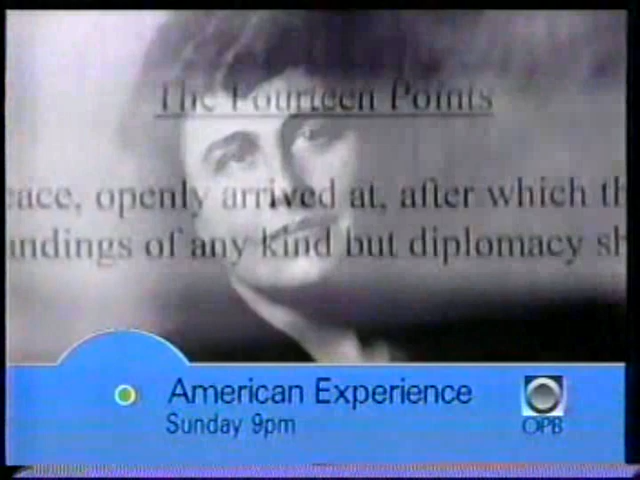 The Fourteen Points
eace, openly arrived at, after which th
andings of any kind but diplomacy sh
American Experience
Sunday 9pm
OPB